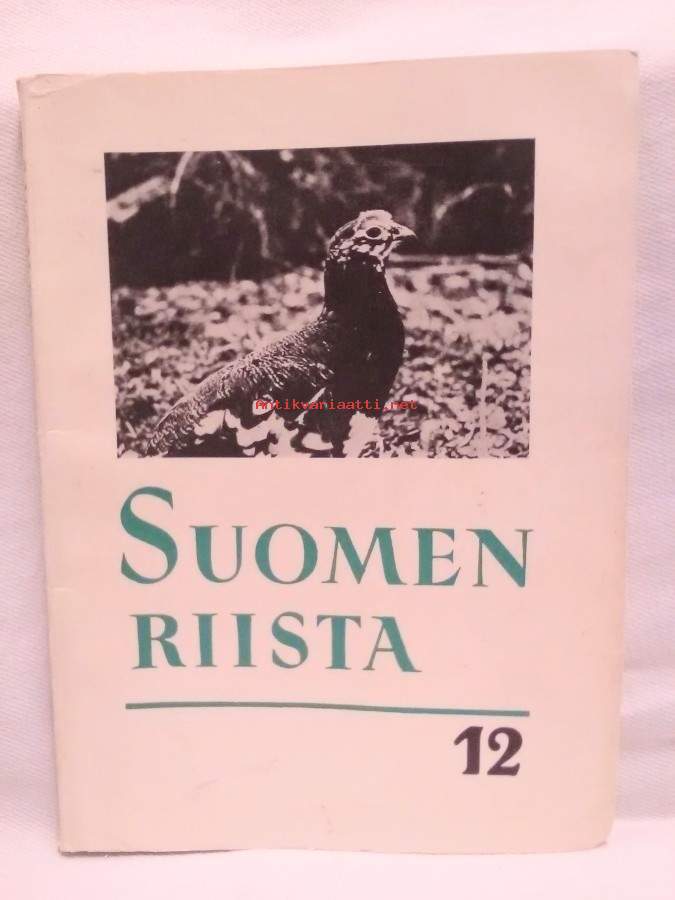 Antikvariaatti.net
SUOMEN
RIISTA
12